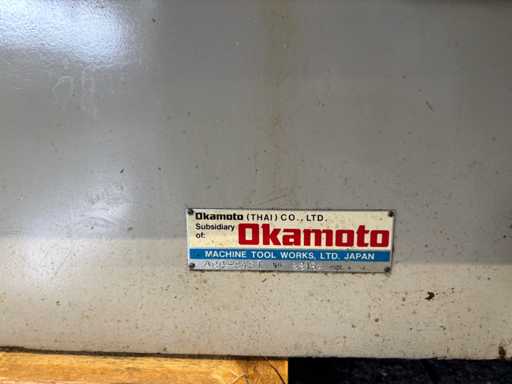 Okamoto (THAI) CO., LTD.
Subsidiary of:
Okamoto
MACHINE TOOL WORKS, LTD. JAPAN